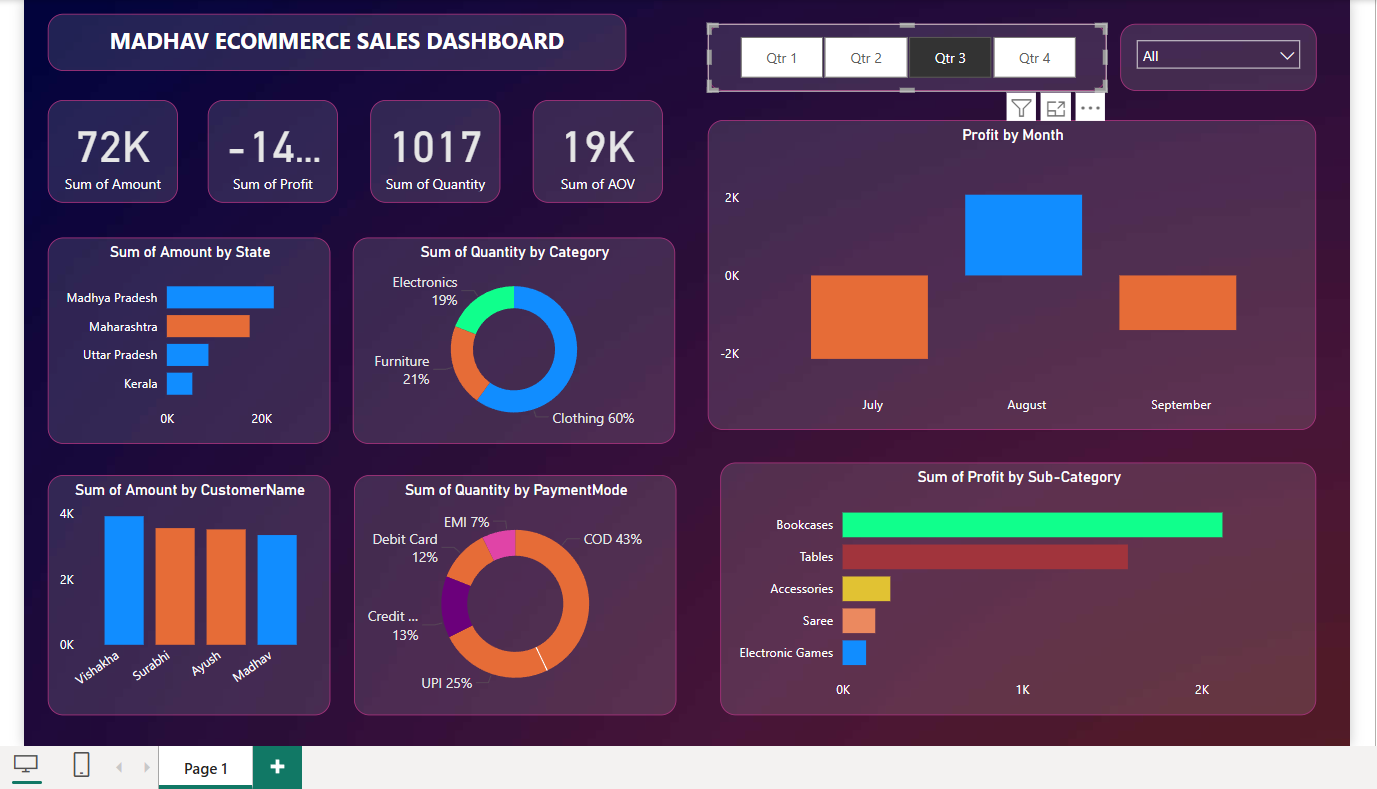 MADHAV ECOMMERCE SALES DASHBOARD
Qtr 1
Qtr 2
Qtr 3
Qtr 4
All
72K
Sum of Amount
-14...
Sum of Profit
1017
Sum of Quantity
19K
Sum of AOV
Profit by Month
2K
0K
-2K
July
August
September
Sum of Amount by State
Madhya Pradesh
Maharashtra
Uttar Pradesh
Kerala
0K
20K
Sum of Quantity by Category
Electronics
19%
Furniture
21%
Clothing 60%
Sum of Amount by CustomerName
4K
2K
0K
Vishakha
Surabhi
Ayush
Madhav
Sum of Quantity by PaymentMode
EMI 7%
COD 43%
Debit Card
12%
Credit ...
13%
UPI 25%
Sum of Profit by Sub-Category
Bookcases
Tables
Accessories
Saree
Electronic Games
0K
1K
2K
Page 1